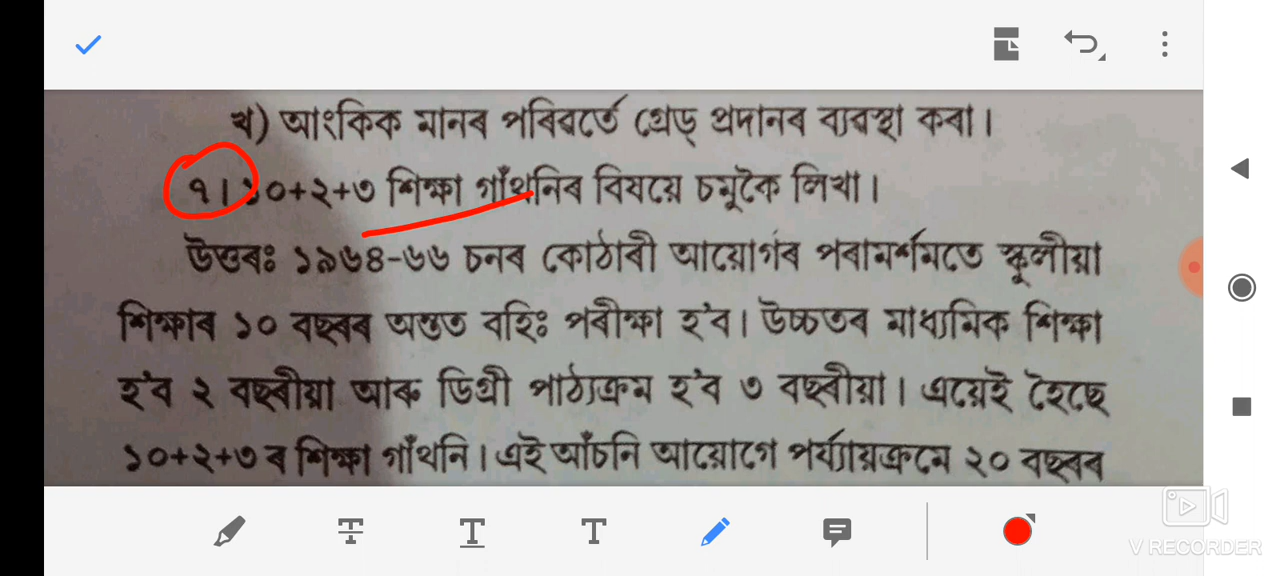 খ) আংকিক মানৰ পৰিৱৰ্তে গ্ৰেড্ প্ৰদানৰ ব্যৱস্থা কৰা।
৭। ১০+২+৩ শিক্ষা গাঁথনিৰ বিষয়ে চমুকৈ লিখা।
উত্তৰঃ ১৯৬৪-৬৬ চনৰ কোঠাৰী আয়োগৰ পৰামৰ্শমতে স্কুলীয়া
শিক্ষাৰ ১০ বছৰৰ অন্তত বহিঃ পৰীক্ষা হ'ব। উচ্চতৰ মাধ্যমিক শিক্ষা
হ'ব ২ বছৰীয়া আৰু ডিগ্ৰী পাঠ্যক্ৰম হ'ব ৩ বছৰীয়া। এয়েই হৈছে
১০+২+৩ ৰ শিক্ষা গাঁথনি। এই আঁচনি আয়োগে পৰ্য্যায়ক্ৰমে ২০ বছৰৰ
T T T
V RECORDER